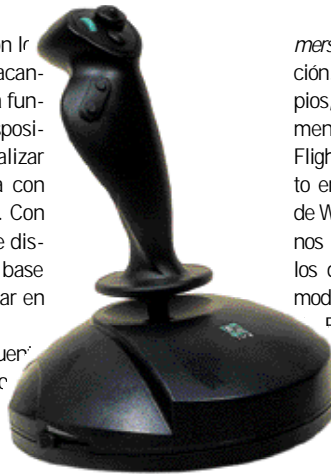 acan-
fun-
sposi-
alizar
con
. Con
e dis-
base
ar en
mers
ción
pios,
men
Fligh
to en
de W
nos
los
mod